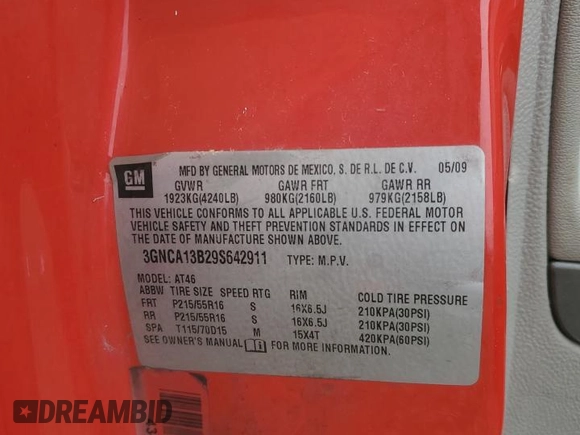 GM
MFD BY GENERAL MOTORS DE MEXICO, S. DE R.L. DE C.V. 05/09
GVWR GAWR FRT GAWR RR
1923KG(4240LB) 980KG(2160LB) 979KG(2158LB)
THIS VEHICLE CONFORMS TO ALL APPLICABLE U.S. FEDERAL MOTOR
VEHICLE SAFETY AND THEFT PREVENTION STANDARDS IN EFFECT ON
THE DATE OF MANUFACTURE SHOWN ABOVE.
3GNCA13B29S642911 TYPE: M.P.V.
MODEL: AT46
ABBW TIRE SIZE SPEED RTG RIM COLD TIRE PRESSURE
FRT P215/55R16 S 16X6.5J 210KPA(30PSI)
RR P215/55R16 S 16X6.5J 210KPA(30PSI)
SPA T115/70D15 M 15X4T 420KPA(60PSI)
SEE OWNER'S MANUAL FOR MORE INFORMATION.
DREAMBID